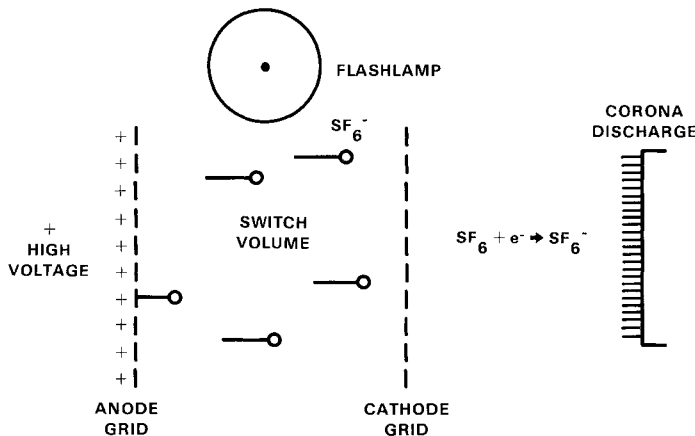 FLASHLAMP
CORONA
DISCHARGE
SF6-
SWITCH
VOLUME
+
HIGH
VOLTAGE
SF6 + e- → SF6-
+
+
+
+
+
+
+
+
+
+
ANODE
GRID
CATHODE
GRID